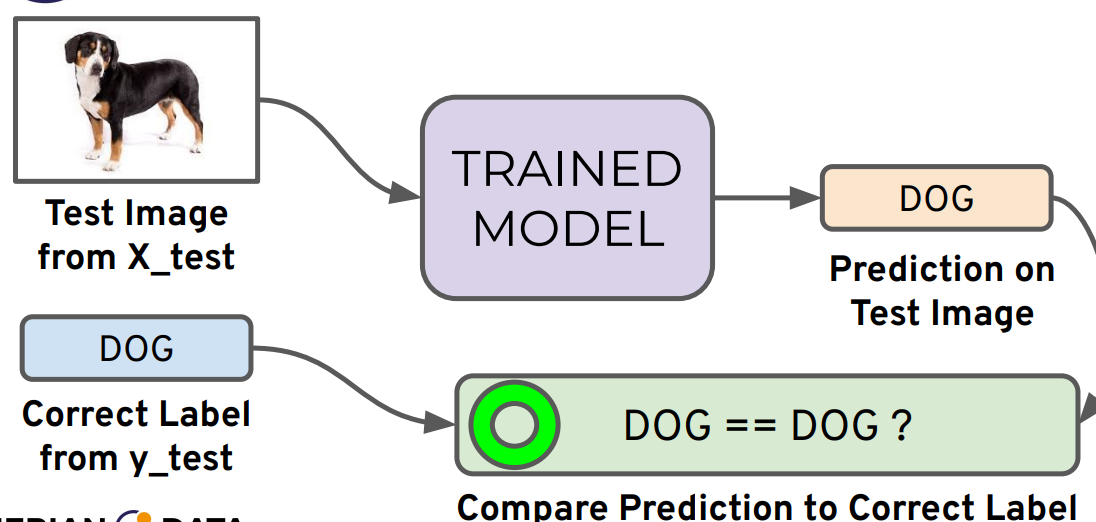 TRAINED
MODEL
DOG
Test Image
from X_test
Prediction on
Test Image
DOG
DOG == DOG ?
Correct Label
from y_test
Compare Prediction to Correct Label
DATA